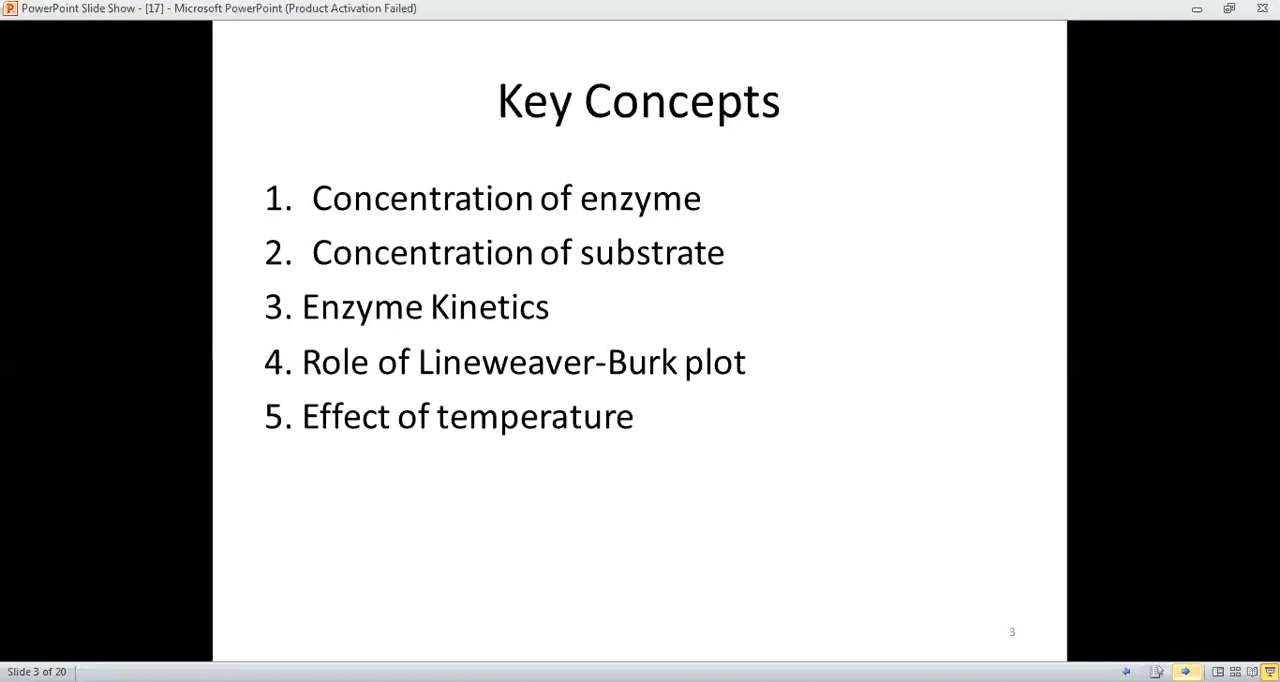 PowerPoint Slide Show - [17] - Microsoft PowerPoint (Product Activation Failed)
Key Concepts
1. Concentration of enzyme
2. Concentration of substrate
3. Enzyme Kinetics
4. Role of Lineweaver-Burk plot
5. Effect of temperature
3
Slide 3 of 20